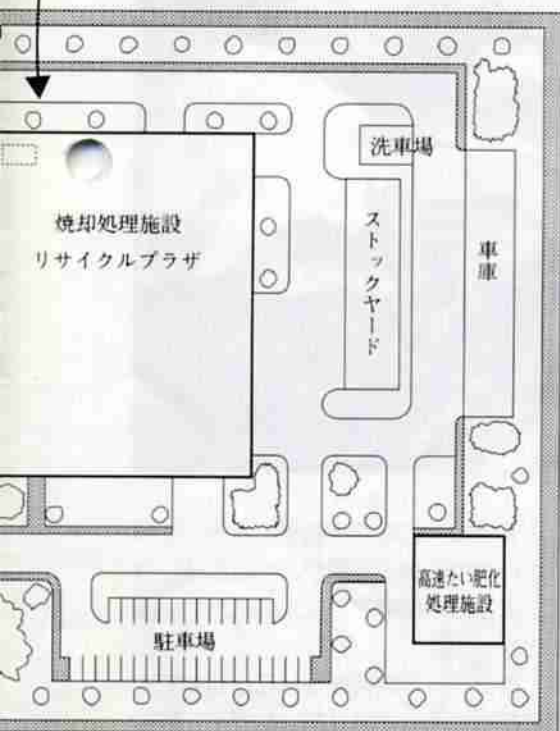 洗車場
焼却処理施設
リサイクルプラザ
ストックヤード
車庫
高速たい肥化
処理施設
駐車場